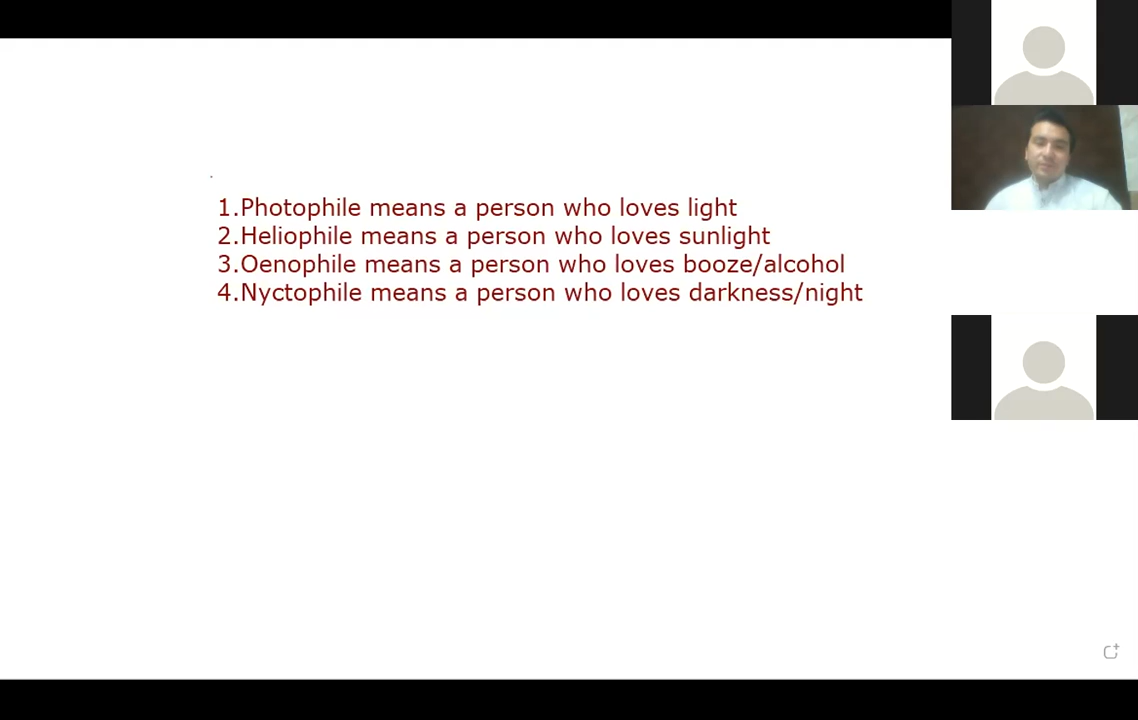 1.Photophile means a person who loves light
2.Heliophile means a person who loves sunlight
3.Oenophile means a person who loves booze/alcohol
4.Nyctophile means a person who loves darkness/night